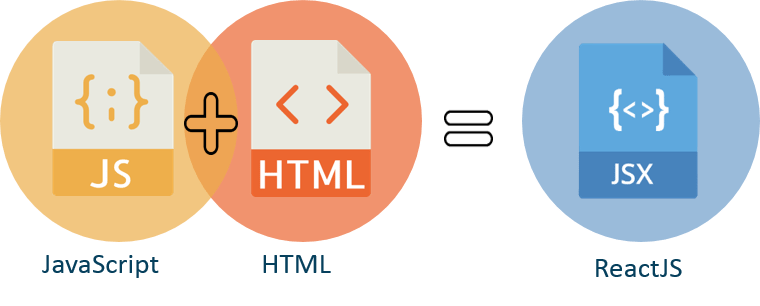 {;}
JS
+
< >
HTML
=
{<>}
JSX
JavaScript
HTML
ReactJS